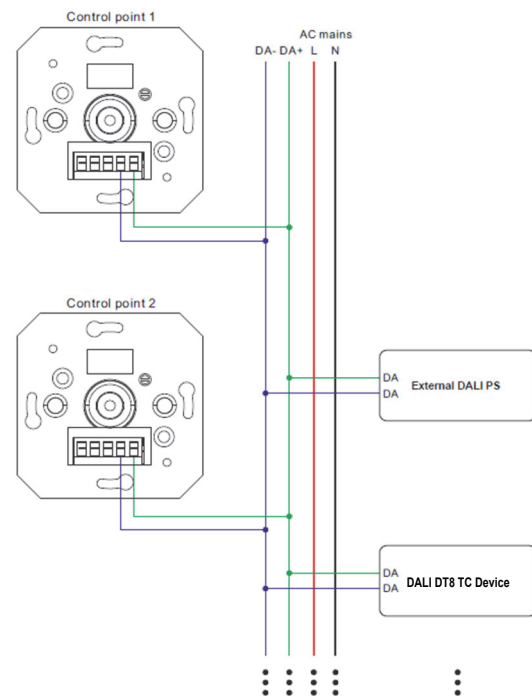 Control point 1
AC mains
DA- DA+ L N
Control point 2
DA
DA
External DALI PS
DA
DA
DALI DT8 TC Device